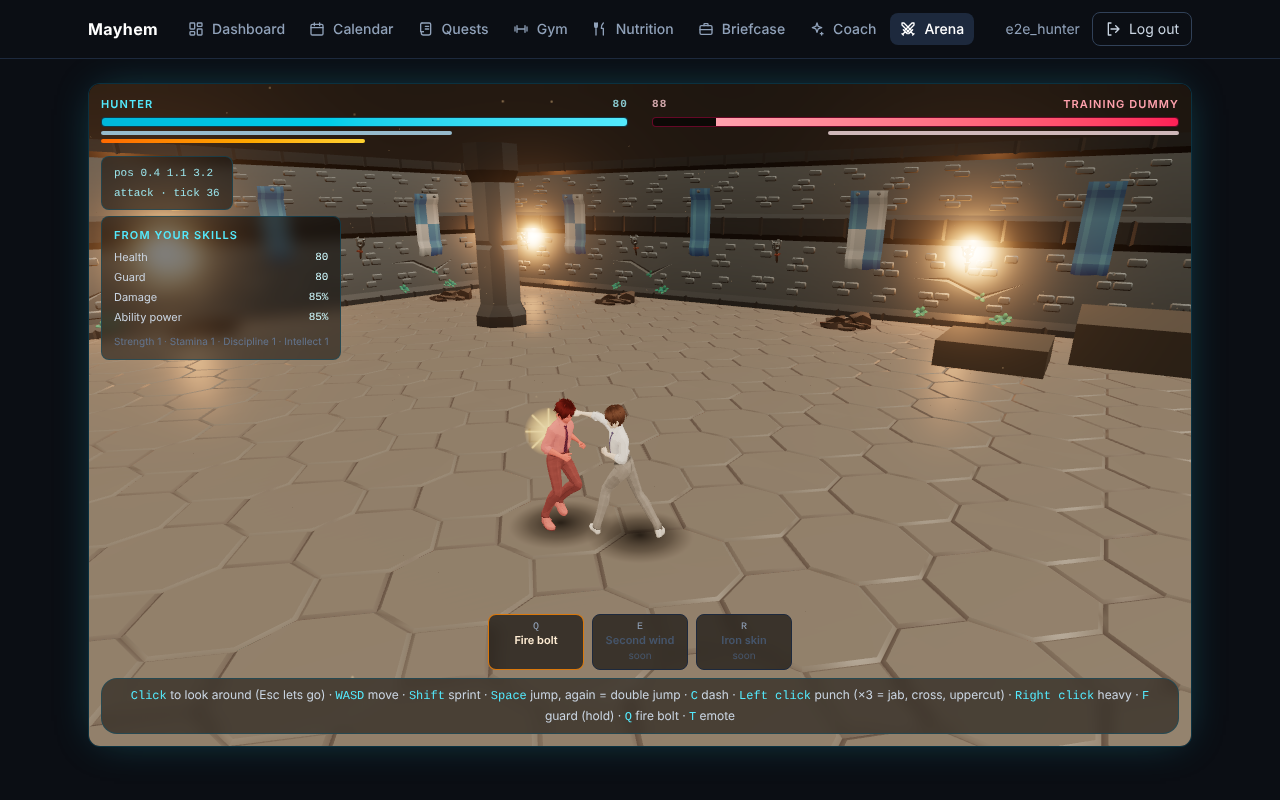 Mayhem
Dashboard
Calendar
Quests
Gym
Nutrition
Briefcase
Coach
Arena
e2e_hunter
Log out
HUNTER 80
88 TRAINING DUMMY
pos 0.4 1.1 3.2
attack · tick 36
FROM YOUR SKILLS
Health 80
Guard 80
Damage 85%
Ability power 85%
Strength 1 · Stamina 1 · Discipline 1 · Intellect 1
Q
Fire bolt
E
Second wind
soon
R
Iron skin
soon
Click to look around (Esc lets go) · WASD move · Shift sprint · Space jump, again = double jump · C dash · Left click punch (×3 = jab, cross, uppercut) · Right click heavy · F
guard (hold) · Q fire bolt · T emote